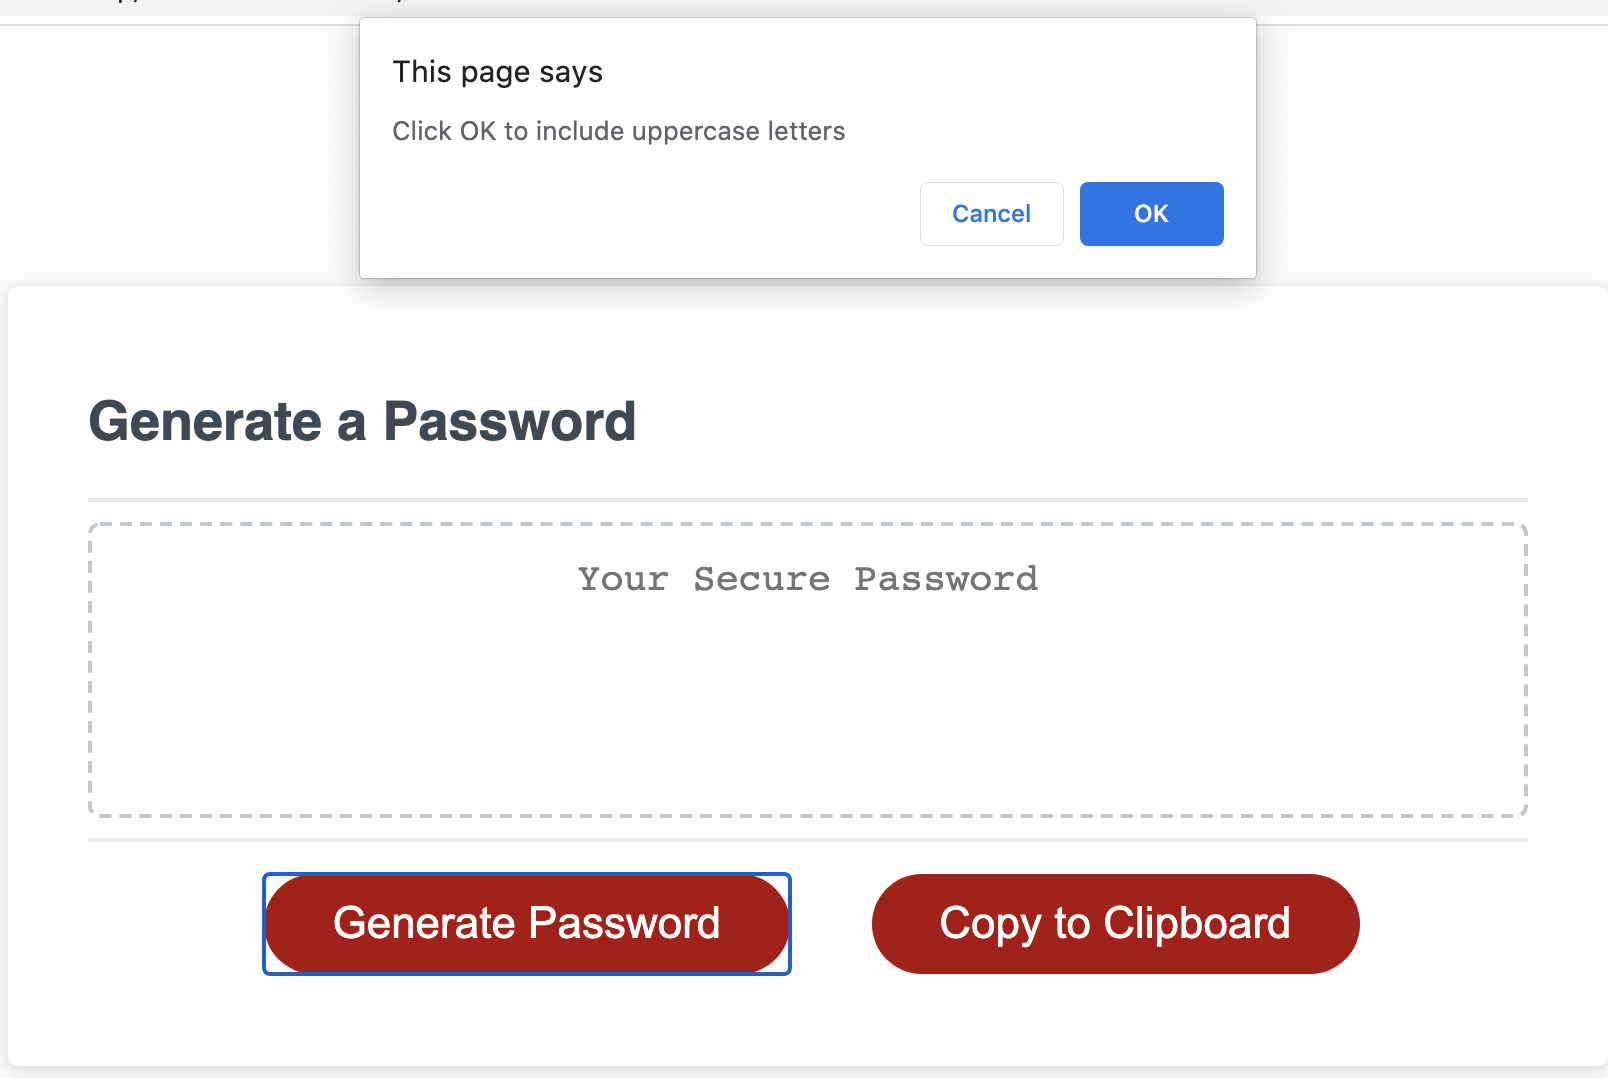 This page says
Click OK to include uppercase letters
Cancel OK
Generate a Password
Your Secure Password
Generate Password Copy to Clipboard